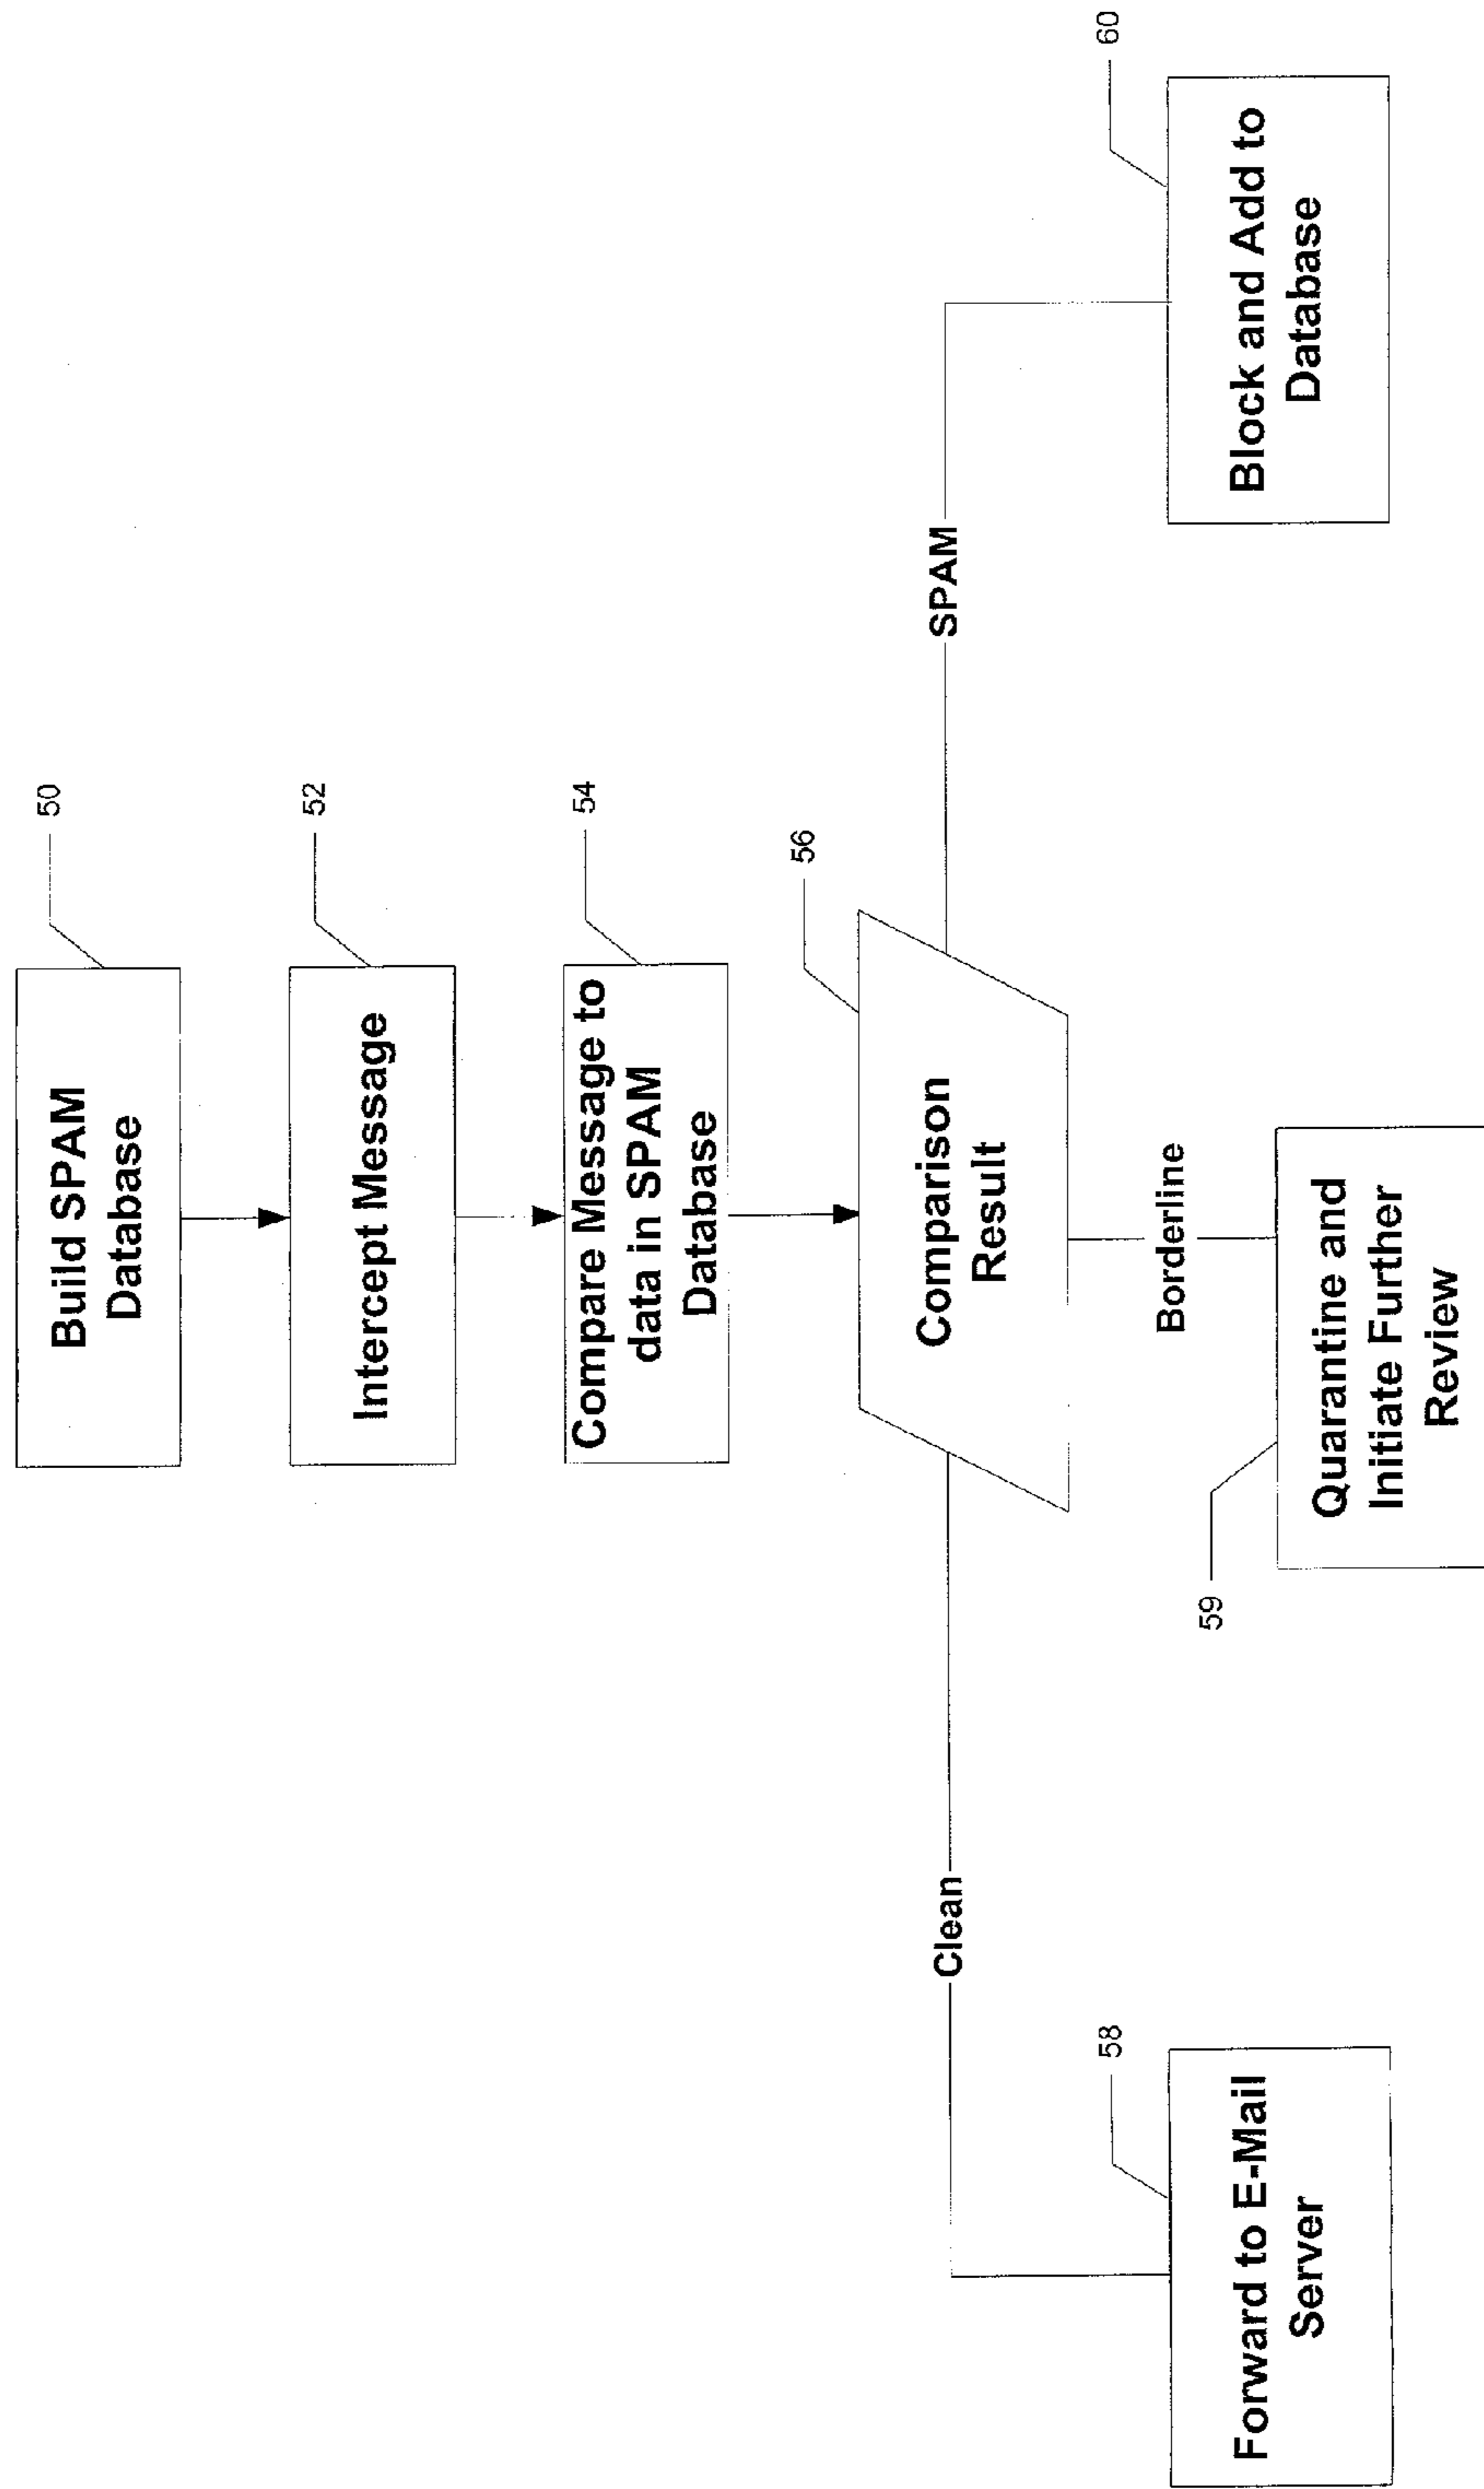 50
Build SPAM
Database
52
Intercept Message
54
Compare Message to
data in SPAM
Database
56
Comparison
Result
Clean
SPAM
Borderline
58
Forward to E-Mail
Server
59
Quarantine and
Initiate Further
Review
60
Block and Add to
Database